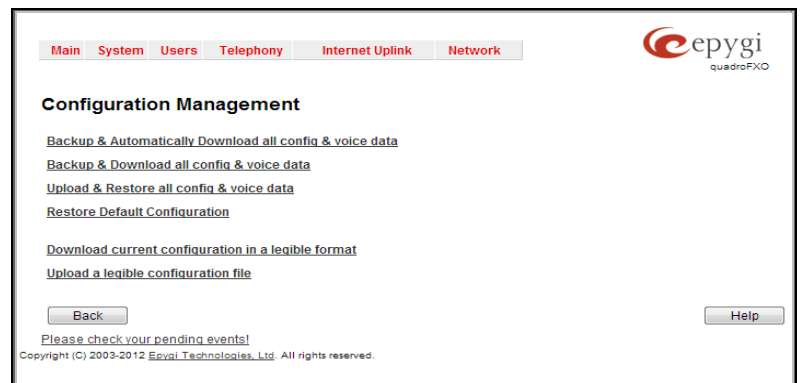 Main System Users Telephony Internet Uplink Network
epygi
quadroFXO
Configuration Management
Backup & Automatically Download all config & voice data
Backup & Download all config & voice data
Upload & Restore all config & voice data
Restore Default Configuration
Download current configuration in a legible format
Upload a legible configuration file
Back Help
Please check your pending events!
Copyright (C) 2003-2012 Epygi Technologies, Ltd. All rights reserved.